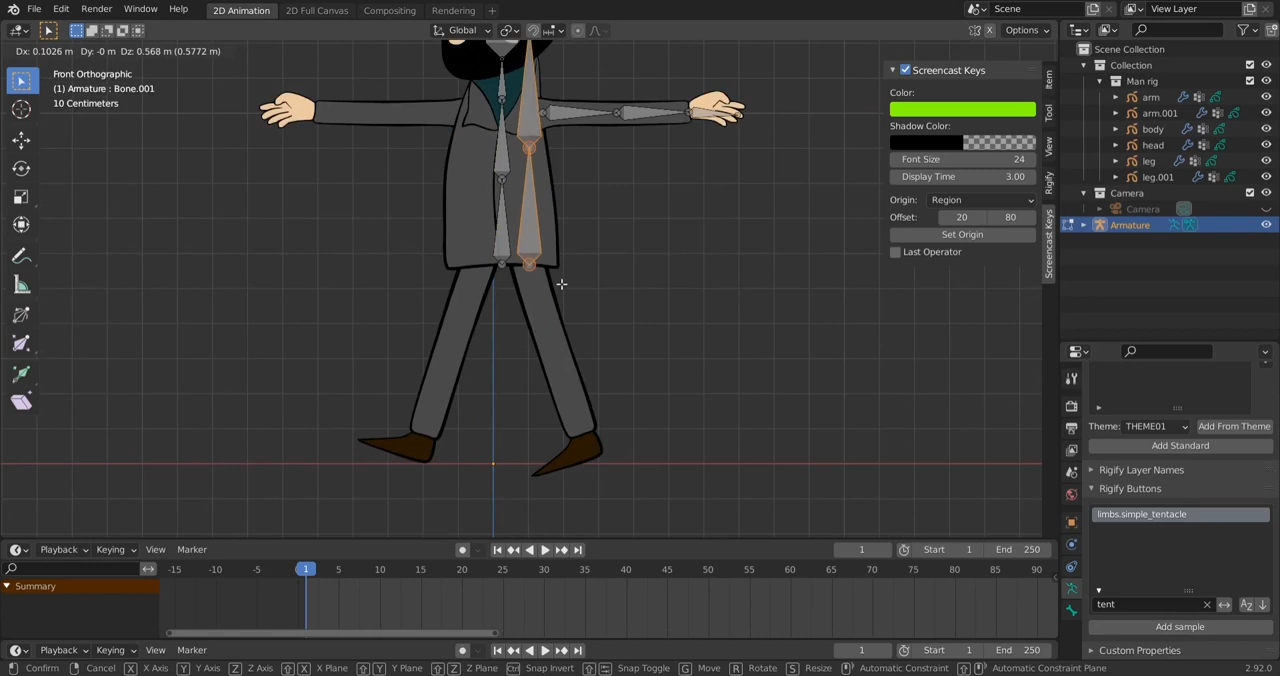 File Edit Render Window Help 2D Animation 2D Full Canvas Compositing Rendering + Scene View Layer
Global Options
Dx: 0.1026 m Dy: -0 m Dz: 0.568 m (0.5772 m)
Front Orthographic
(1) Armature : Bone.001
10 Centimeters
Screencast Keys
Color:
Shadow Color:
Font Size 24
Display Time 3.00
Origin: Region
Offset: 20 80
Set Origin
Last Operator
Item
Tool
View
Rigify
Screencast Keys
Scene Collection
Collection
Man rig
arm
arm.001
body
head
leg
leg.001
Camera
Camera
Armature
Theme: THEME01 Add From Theme
Add Standard
Rigify Layer Names
Rigify Buttons
limbs.simple_tentacle
tent
Add sample
Custom Properties
Playback Keying View Marker 1 Start 1 End 250
-15 -10 -5 1 5 10 15 20 25 30 35 40 45 50 55 60 65 70 75 80 85 90
Summary
Playback Keying View Marker 1 Start 1 End 250
Confirm Cancel X X Axis Y Y Axis Z Z Axis X X Plane Y Y Plane Z Z Plane Ctrl Snap Invert Snap Toggle G Move R Rotate S Resize Automatic Constraint Automatic Constraint Plane 2.92.0